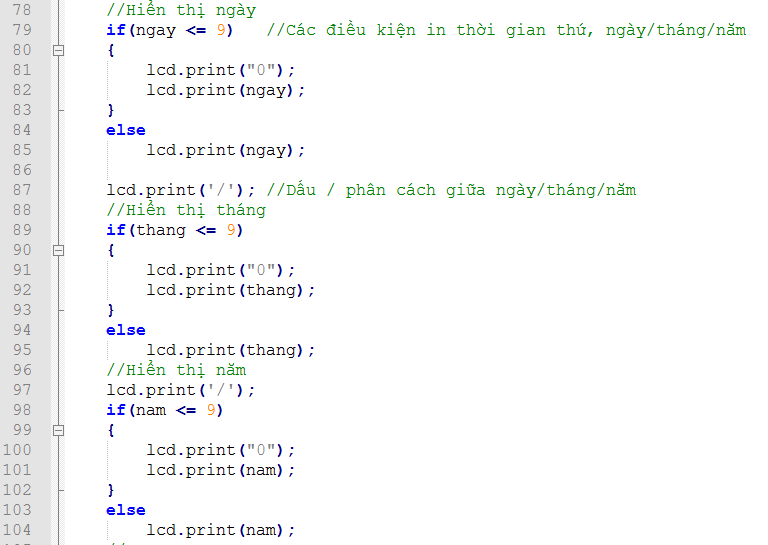 78 //Hiển thị ngày
79 if(ngay <= 9) //Các điều kiện in thời gian thứ, ngày/tháng/năm
80 {
81 lcd.print("0");
82 lcd.print(ngay);
83 }
84 else
85 lcd.print(ngay);
86
87 lcd.print('/'); //Dấu / phân cách giữa ngày/tháng/năm
88 //Hiển thị tháng
89 if(thang <= 9)
90 {
91 lcd.print("0");
92 lcd.print(thang);
93 }
94 else
95 lcd.print(thang);
96 //Hiển thị năm
97 lcd.print('/');
98 if(nam <= 9)
99 {
100 lcd.print("0");
101 lcd.print(nam);
102 }
103 else
104 lcd.print(nam);